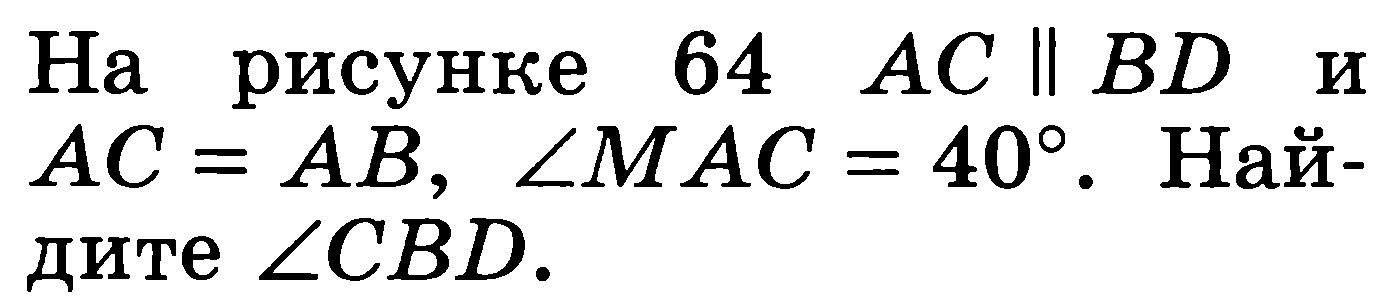 На рисунке 64 AC ∥ BD и
AC = AB, ∠MAC = 40°. Най-
дите ∠CBD.